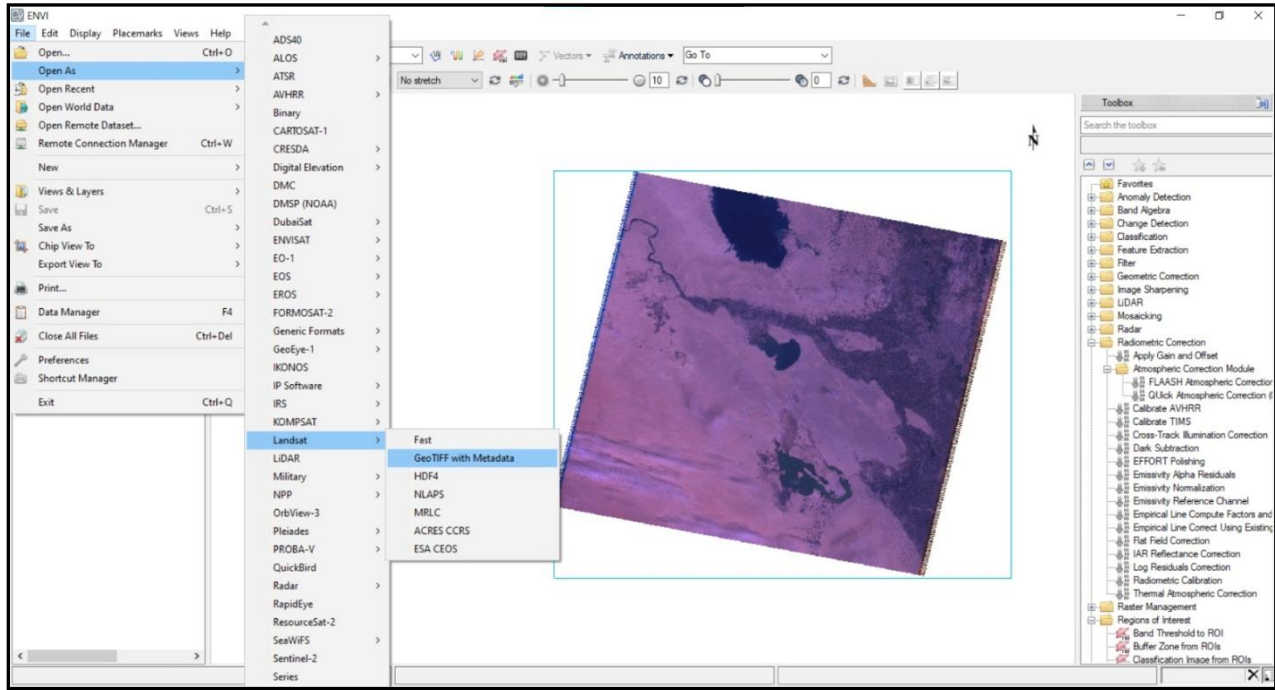 ENVI
File Edit Display Placemarks Views Help
Open... Ctrl+O
Open As
Open Recent
Open World Data
Open Remote Dataset...
Remote Connection Manager Ctrl+W
New
Views & Layers
Save Ctrl+S
Save As
Chip View To
Export View To
Print...
Data Manager F4
Close All Files Ctrl+Del
Preferences
Shortcut Manager
Exit Ctrl+Q
ADS40
ALOS
ATSR
AVHRR
Binary
CARTOSAT-1
CRESDA
Digital Elevation
DMC
DMSP (NOAA)
DubaiSat
ENVISAT
EO-1
EOS
EROS
FORMOSAT-2
Generic Formats
GeoEye-1
IKONOS
IP Software
IRS
KOMPSAT
Landsat
LiDAR
Military
NPP
OrbView-3
Pleiades
PROBA-V
QuickBird
Radar
RapidEye
ResourceSat-2
SeaWiFS
Sentinel-2
Series
Fast
GeoTIFF with Metadata
HDF4
NLAPS
MRLC
ACRES CCRS
ESA CEOS
Vectors Annotations Go To
No stretch 10 0
N
Toolbox
Search the toolbox
Favorites
Anomaly Detection
Band Algebra
Change Detection
Classification
Feature Extraction
Filter
Geometric Correction
Image Sharpening
LiDAR
Mosaicking
Radar
Radiometric Correction
Apply Gain and Offset
Atmospheric Correction Module
FLAASH Atmospheric Correction
QUick Atmospheric Correction (
Calibrate AVHRR
Calibrate TIMS
Cross-Track Illumination Correction
Dark Subtraction
EFFORT Polishing
Emissivity Alpha Residuals
Emissivity Normalization
Emissivity Reference Channel
Empirical Line Compute Factors and
Empirical Line Correct Using Existing
Flat Field Correction
IAR Reflectance Correction
Log Residuals Correction
Radiometric Calibration
Thermal Atmospheric Correction
Raster Management
Regions of Interest
Band Threshold to ROI
Buffer Zone from ROIs
Classification Image from ROIs